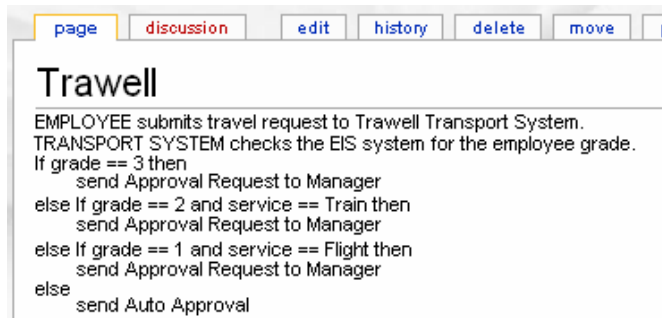 page discussion edit history delete move
Trawell
EMPLOYEE submits travel request to Trawell Transport System.
TRANSPORT SYSTEM checks the EIS system for the employee grade.
If grade == 3 then
send Approval Request to Manager
else If grade == 2 and service == Train then
send Approval Request to Manager
else If grade == 1 and service == Flight then
send Approval Request to Manager
else
send Auto Approval